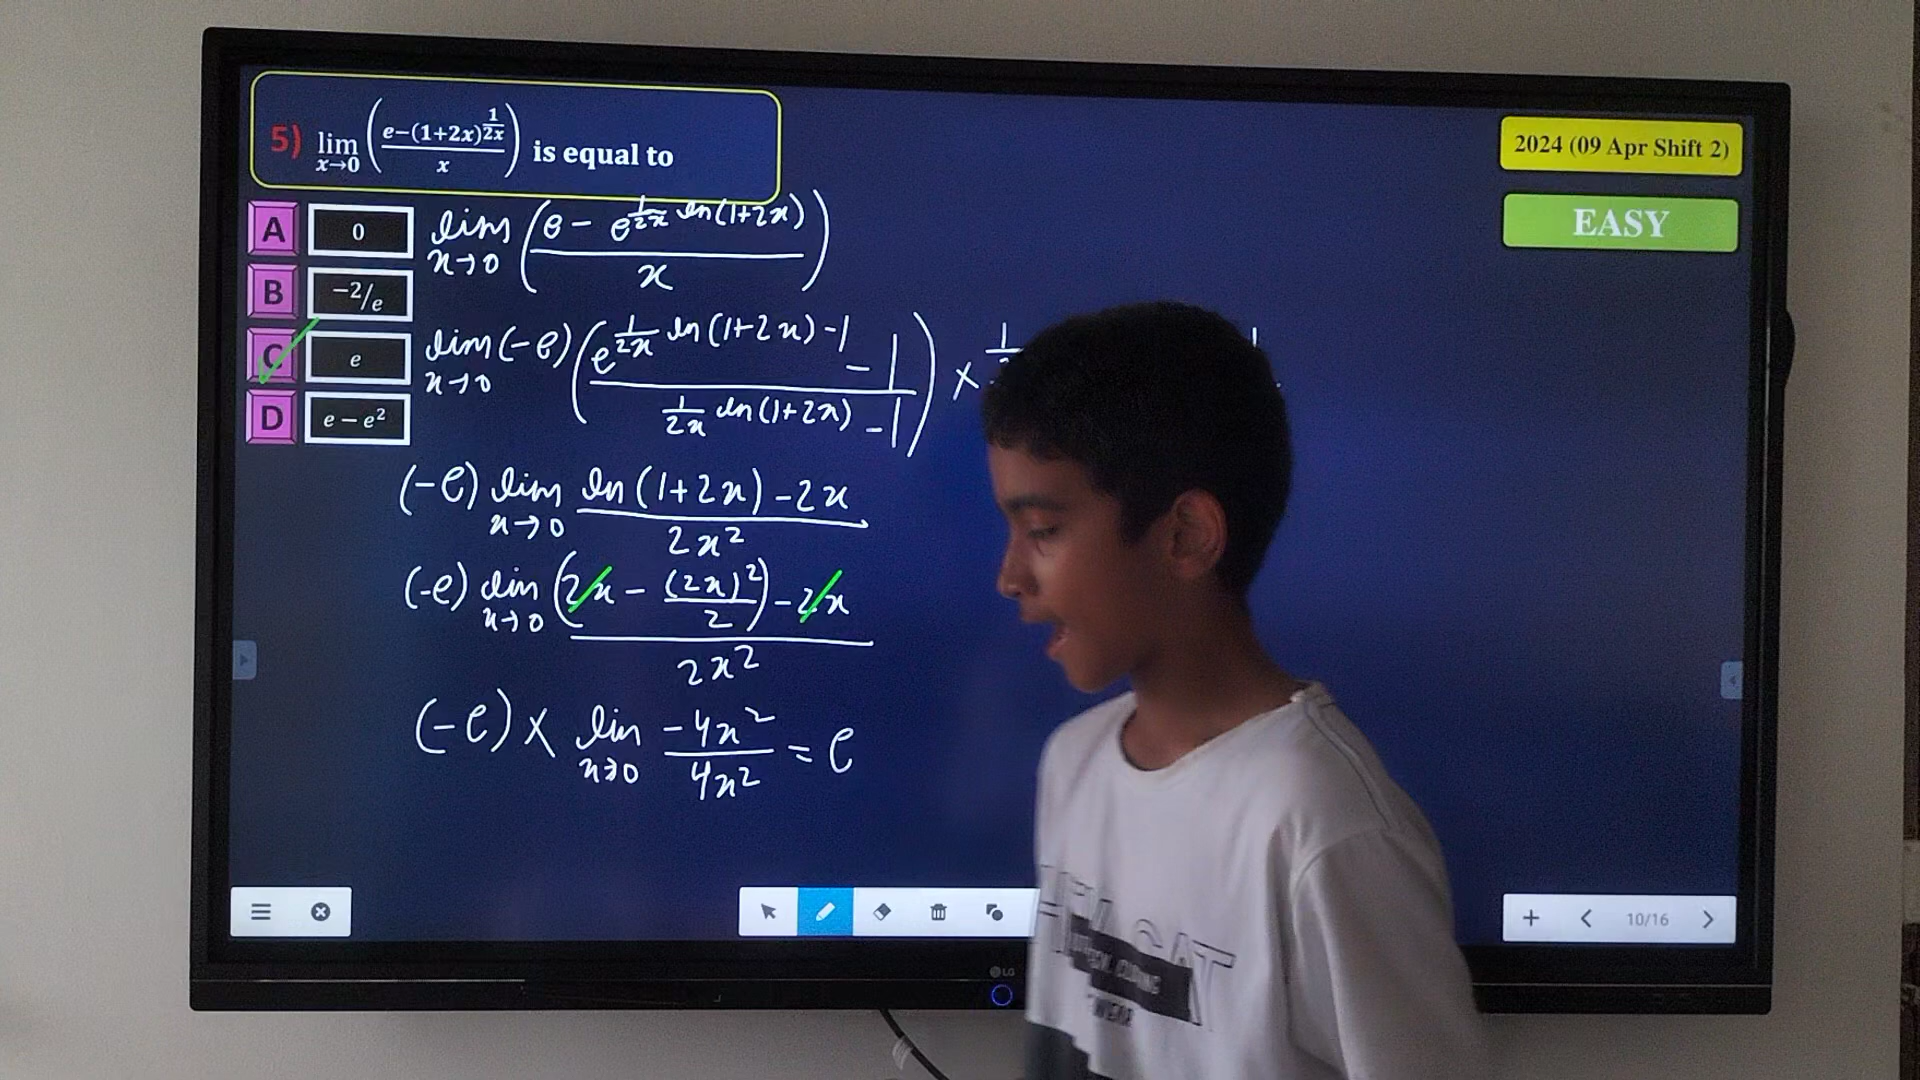 5) lim x→0 (e−(1+2x)^(1/2x) / x) is equal to
2024 (09 Apr Shift 2)
EASY
A 0
B −2/e
C e
D e − e²
lim x→0 (e − e^(1/2x ln(1+2x)) / x)
lim x→0 (−e) (e^(1/2x ln(1+2x) −1) − 1 / 1/2x ln(1+2x) − 1) ×
(−e) lim x→0 ln(1+2x) − 2x / 2x²
(−e) lim x→0 (2x − (2x)²/2) − 2x / 2x²
(−e) × lim x→0 −4x² / 4x² = e
10/16
LG